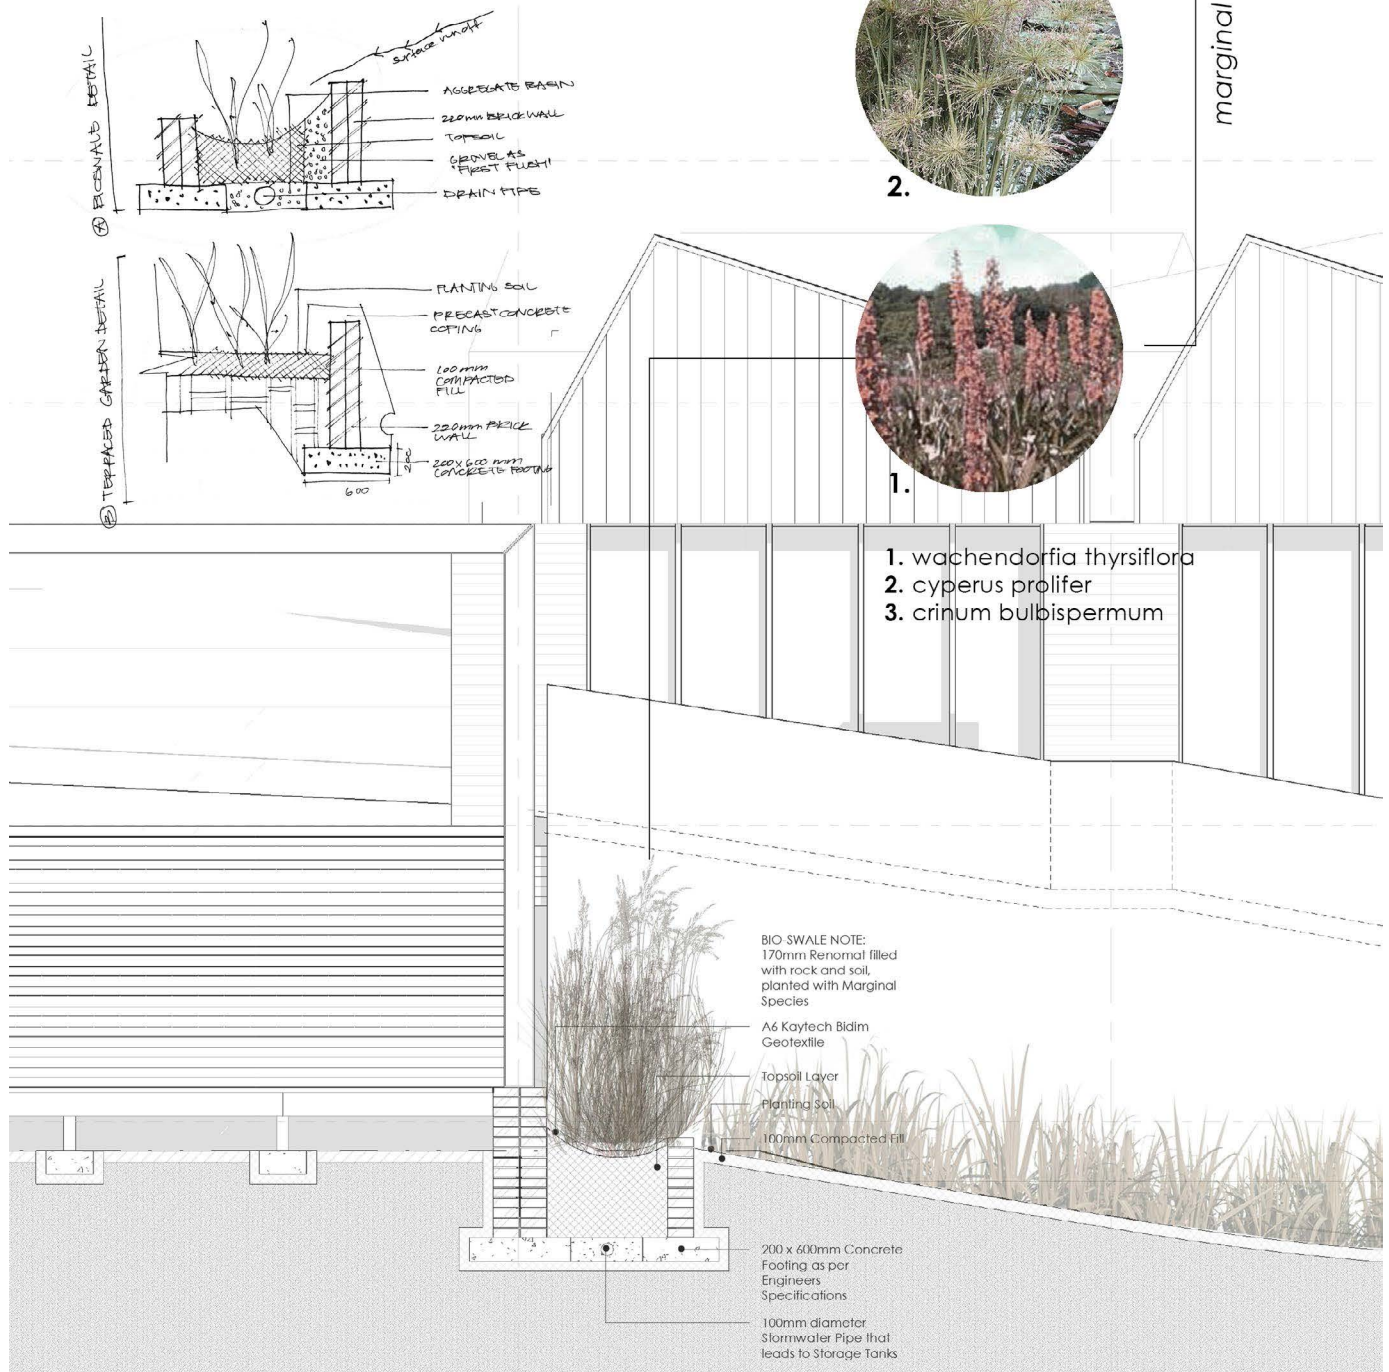 Ⓐ BIOSWALE DETAIL
surface runoff
AGGREGATE BASIN
220mm BRICK WALL
TOPSOIL
GRAVEL AS
'FIRST FLUSH'
DRAIN PIPE
Ⓑ TERRACED GARDEN DETAIL
PLANTING SOIL
PRECAST CONCRETE
COPING
100mm
COMPACTED
FILL
220mm BRICK
WALL
200 x 600 mm
CONCRETE FOOTING
200
600
marginal
2.
1.
1. wachendorfia thyrsiflora
2. cyperus prolifer
3. crinum bulbispermum
BIO SWALE NOTE:
170mm Renomat filled
with rock and soil,
planted with Marginal
Species
A6 Kaytech Bidim
Geotextile
Topsoil Layer
Planting Soil
100mm Compacted Fill
200 x 600mm Concrete
Footing as per
Engineers
Specifications
100mm diameter
Stormwater Pipe that
leads to Storage Tanks